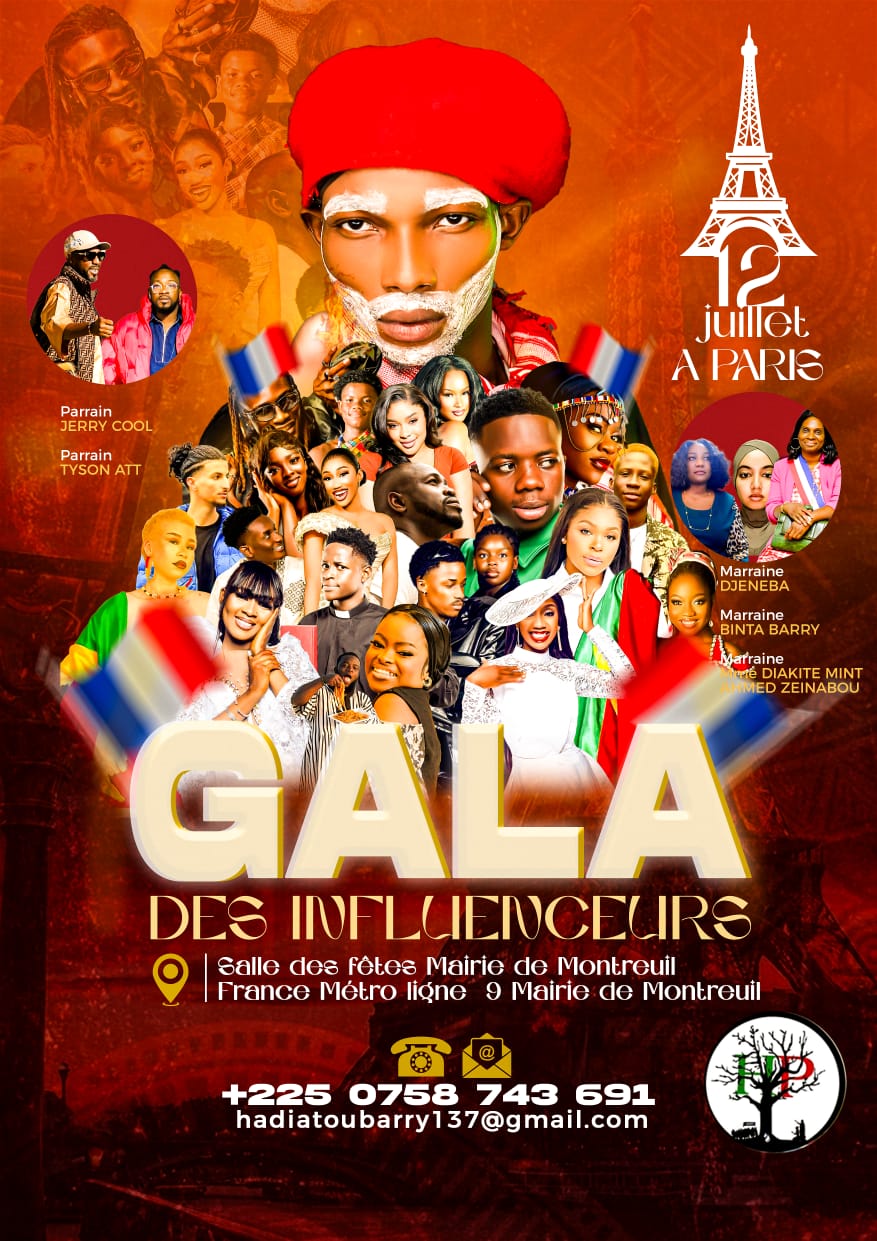 12
juillet
A PARIS
Parrain
JERRY COOL
Parrain
TYSON ATT
Marraine
DJENEBA
Marraine
BINTA BARRY
Marraine
Mme DIAKITE MINT
AHMED ZEINABOU
GALA
DES INFLUENCEURS
Salle des fêtes Mairie de Montreuil
France Métro ligne 9 Mairie de Montreuil
+225 0758 743 691
hadiatoubarry137@gmail.com